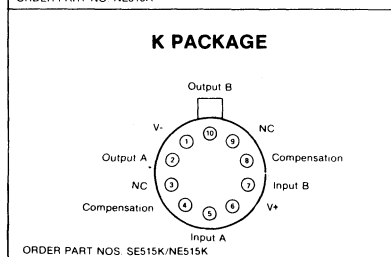 ORDER PART NO. NE515A
K PACKAGE
Output B
V-
10
NC
1
9
Output A
2
8
Compensation
NC
3
7
Input B
Compensation
4
6
V+
5
Input A
ORDER PART NOS. SE515K/NE515K